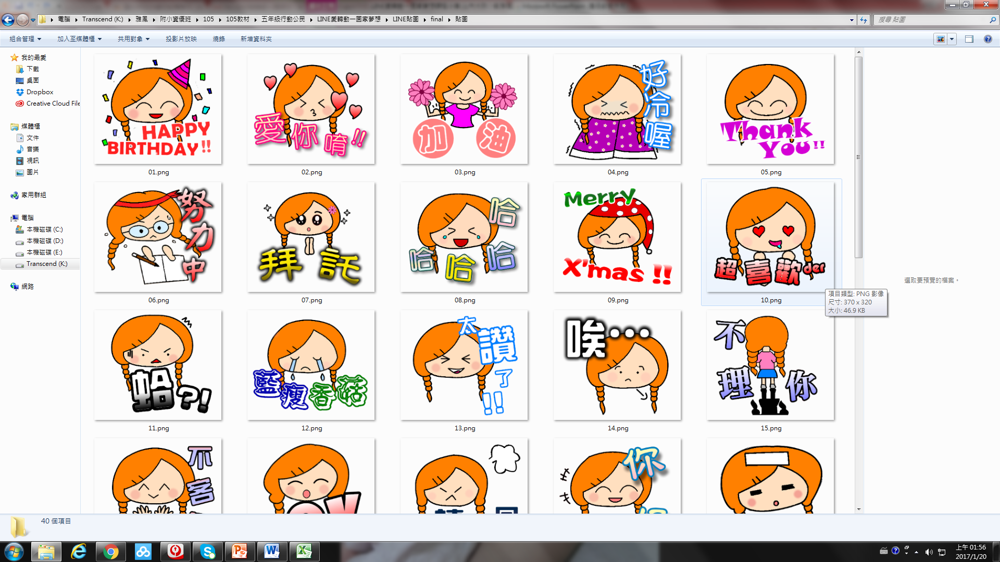 電腦 ▸ Transcend (K:) ▸ 雅鳳 ▸ 附小資優班 ▸ 105 ▸ 105教材 ▸ 五年級行動公民 ▸ LINE愛轉動一圓家夢想 ▸ LINE貼圖 ▸ final ▸ 貼圖
搜尋 貼圖
組合管理 加入至媒體櫃 共用對象 投影片放映 燒錄 新增資料夾
我的最愛
下載
桌面
Dropbox
Creative Cloud File
媒體櫃
文件
音樂
視訊
圖片
家用群組
電腦
本機磁碟 (C:)
本機磁碟 (D:)
本機磁碟 (E:)
Transcend (K:)
網路
HAPPY
BIRTHDAY!!
01.png
愛你唷!!
02.png
加油
03.png
好冷喔
04.png
Thank
You!!
05.png
努力中
06.png
拜託
07.png
哈哈哈哈
08.png
Merry
X'mas !!
09.png
超喜歡der
10.png
項目類型: PNG 影像
尺寸: 370 x 320
大小: 46.9 KB
選取要預覽的檔案。
蛤?!
11.png
藍瘦香菇
12.png
太讚了!!
13.png
唉…
14.png
不理你
15.png
不客
你
40 個項目
上午 01:56
2017/1/20